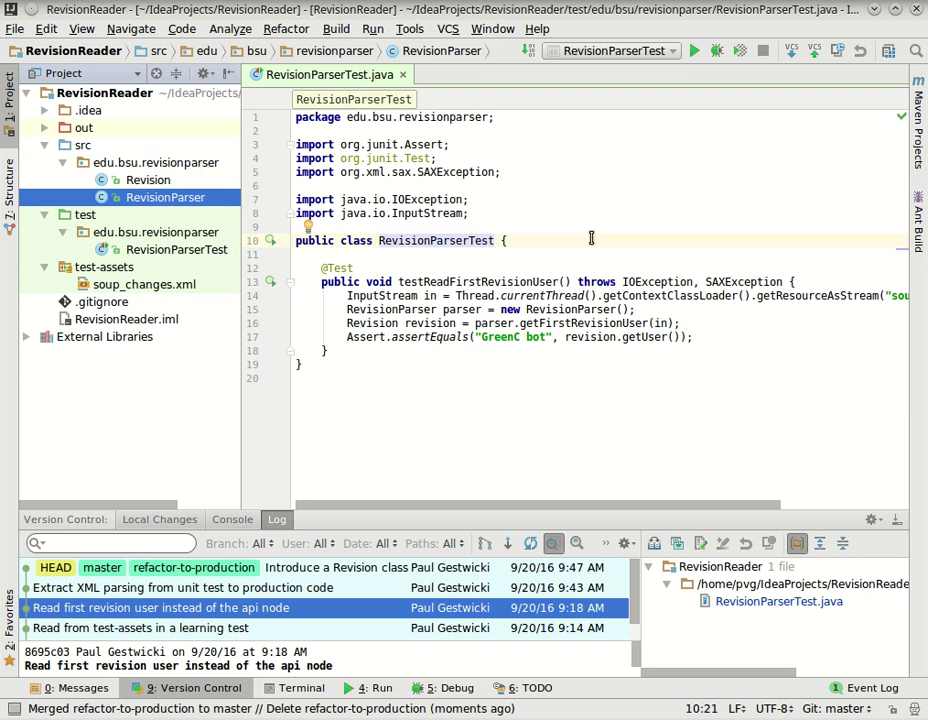 RevisionReader - [~/IdeaProjects/RevisionReader] - [RevisionReader] - ~/IdeaProjects/RevisionReader/test/edu/bsu/revisionparser/RevisionParserTest.java - I...
File Edit View Navigate Code Analyze Refactor Build Run Tools VCS Window Help
RevisionReader src edu bsu revisionparser RevisionParserTest RevisionParserTest VCS VCS
1: Project
7: Structure
2: Favorites
Project
RevisionReader ~/IdeaProjects/
.idea
out
src
edu.bsu.revisionparser
Revision
RevisionParser
test
edu.bsu.revisionparser
RevisionParserTest
test-assets
soup_changes.xml
.gitignore
RevisionReader.iml
External Libraries
RevisionParserTest.java
RevisionParserTest
1 package edu.bsu.revisionparser;
2
3 import org.junit.Assert;
4 import org.junit.Test;
5 import org.xml.sax.SAXException;
6
7 import java.io.IOException;
8 import java.io.InputStream;
9
10 public class RevisionParserTest {
11
12 @Test
13 public void testReadFirstRevisionUser() throws IOException, SAXException {
14 InputStream in = Thread.currentThread().getContextClassLoader().getResourceAsStream("sou
15 RevisionParser parser = new RevisionParser();
16 Revision revision = parser.getFirstRevisionUser(in);
17 Assert.assertEquals("GreenC bot", revision.getUser());
18 }
19 }
20
Maven Projects
Ant Build
Version Control: Local Changes Console Log
Branch: All User: All Date: All Paths: All
HEAD master refactor-to-production Introduce a Revision class Paul Gestwicki 9/20/16 9:47 AM
Extract XML parsing from unit test to production code Paul Gestwicki 9/20/16 9:43 AM
Read first revision user instead of the api node Paul Gestwicki 9/20/16 9:18 AM
Read from test-assets in a learning test Paul Gestwicki 9/20/16 9:14 AM
8695c03 Paul Gestwicki on 9/20/16 at 9:18 AM
Read first revision user instead of the api node
RevisionReader 1 file
/home/pvg/IdeaProjects/RevisionReade
RevisionParserTest.java
0: Messages 9: Version Control Terminal 4: Run 5: Debug 6: TODO 1 Event Log
Merged refactor-to-production to master // Delete refactor-to-production (moments ago) 10:21 LF UTF-8 Git: master